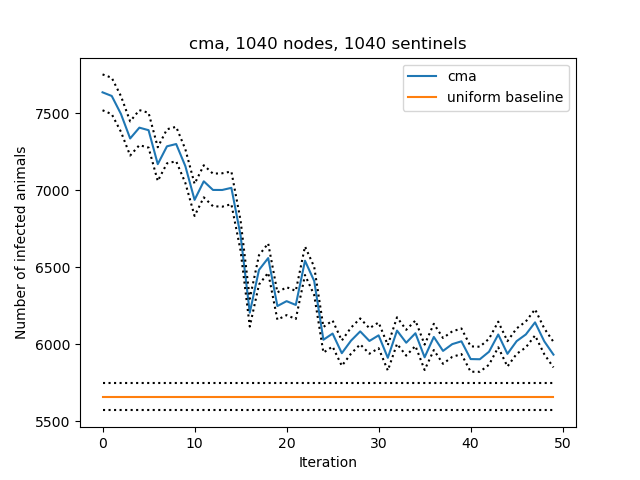 cma, 1040 nodes, 1040 sentinels
cma
uniform baseline
Number of infected animals
7500
7000
6500
6000
5500
0 10 20 30 40 50
Iteration